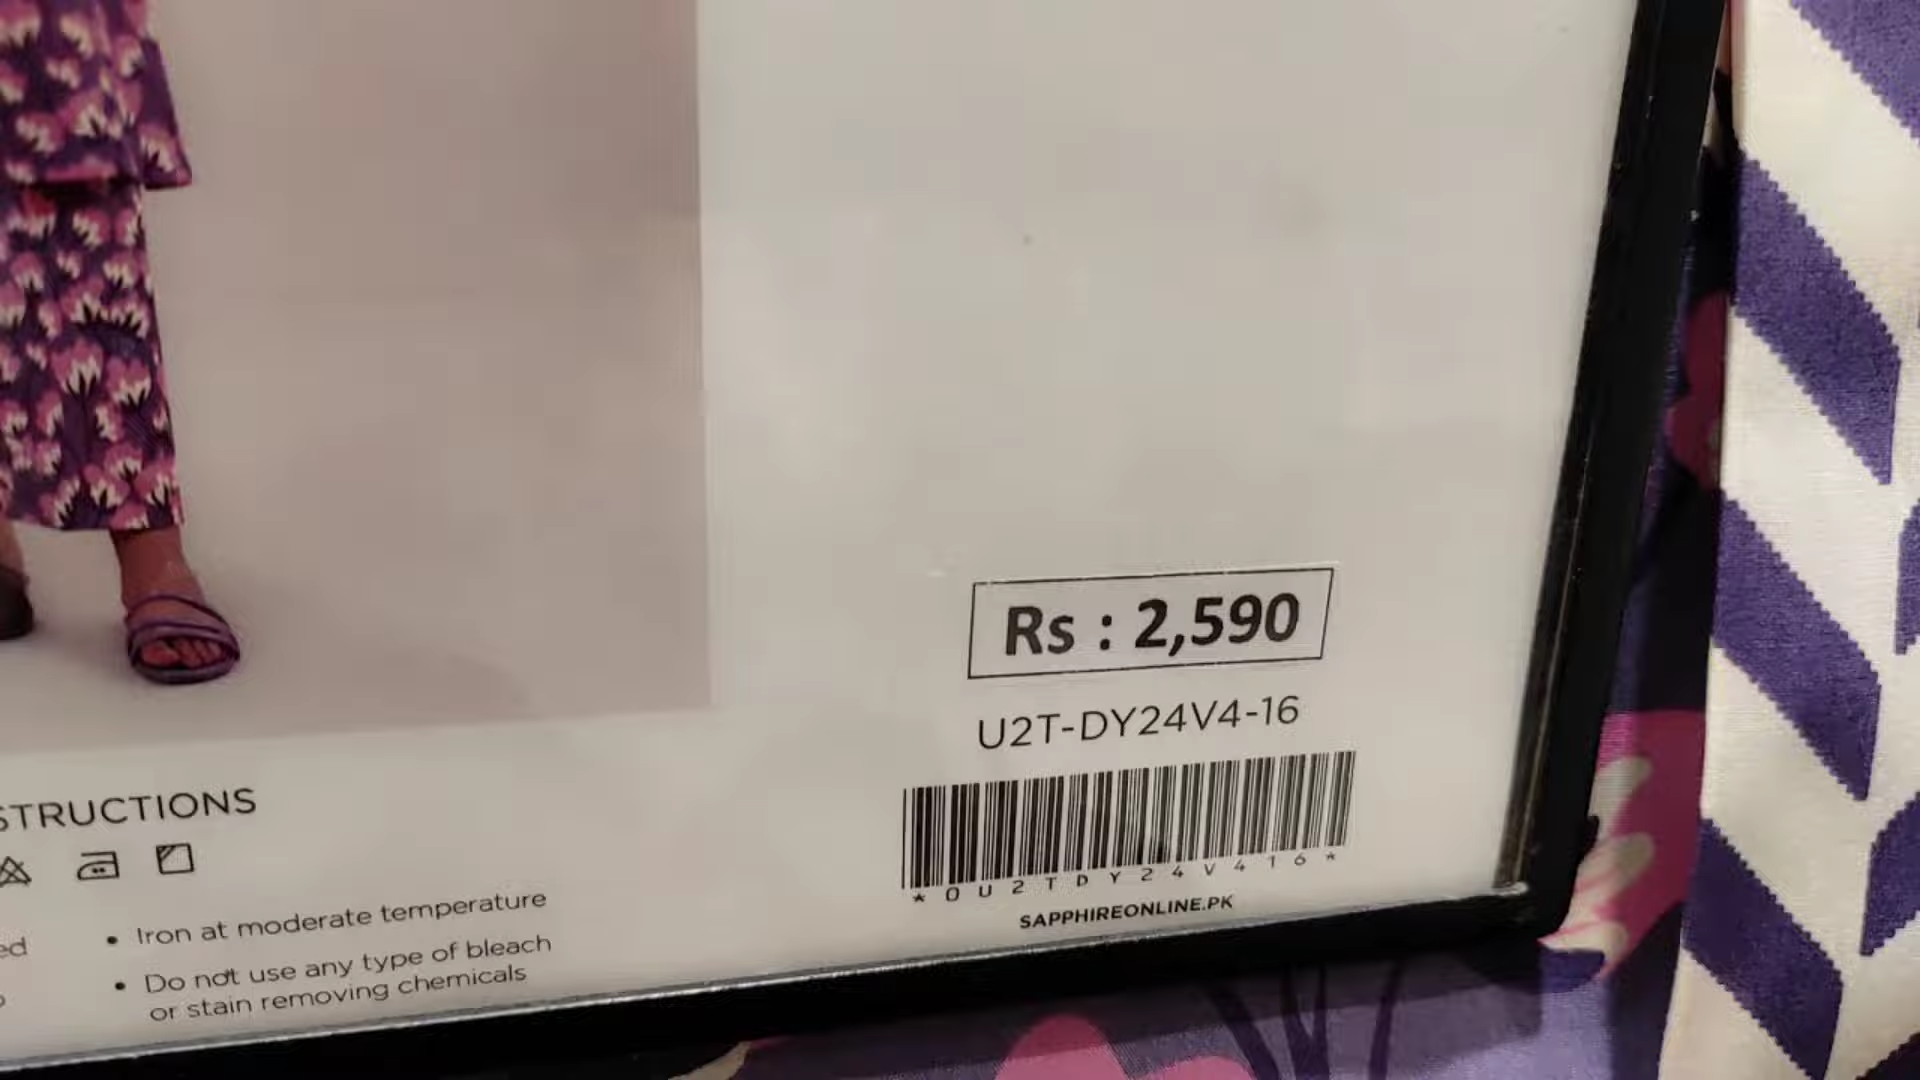 Rs : 2,590
U2T-DY24V4-16
*0U2TDY24V416*
SAPPHIREONLINE.PK
STRUCTIONS
ed
• Iron at moderate temperature
• Do not use any type of bleach
or stain removing chemicals